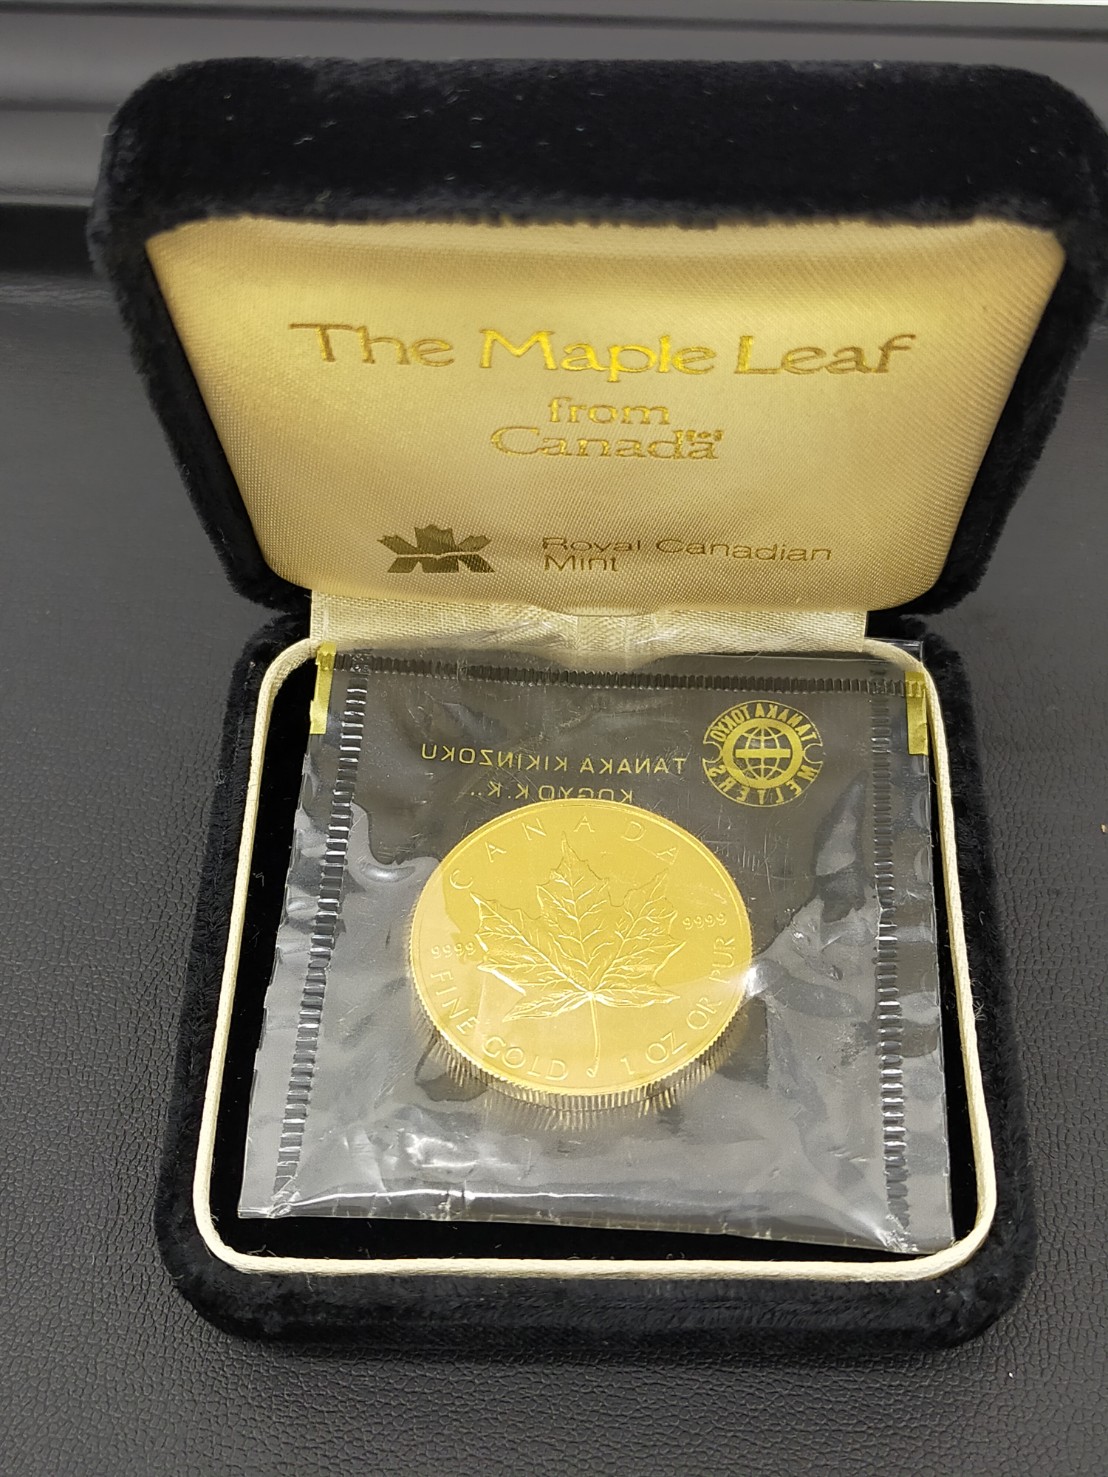 The Maple Leaf
from
Canada
Royal Canadian
Mint
TANAKA TOKYO
MELTERS
TANAKA KIKINZOKU
KOGYO K.K.
CANADA
9999
9999
FINE GOLD 1 OZ OR PUR